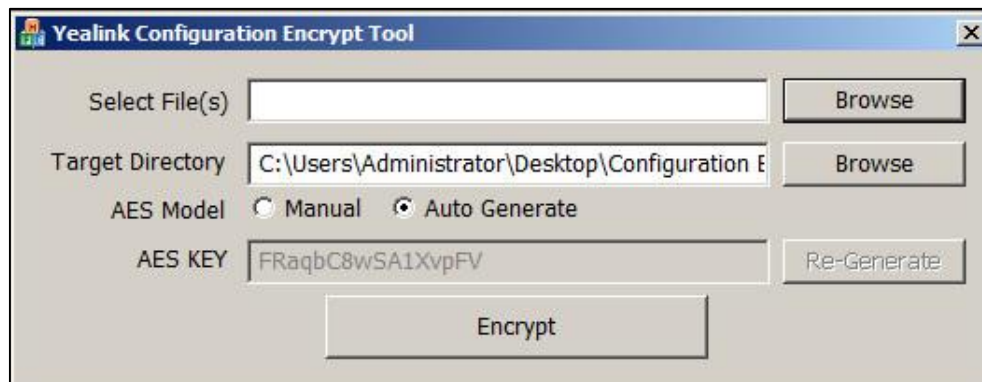 Yealink Configuration Encrypt Tool
Select File(s) Browse
Target Directory C:\Users\Administrator\Desktop\Configuration E Browse
AES Model Manual Auto Generate
AES KEY FRaqbC8wSA1XvpFV Re-Generate
Encrypt